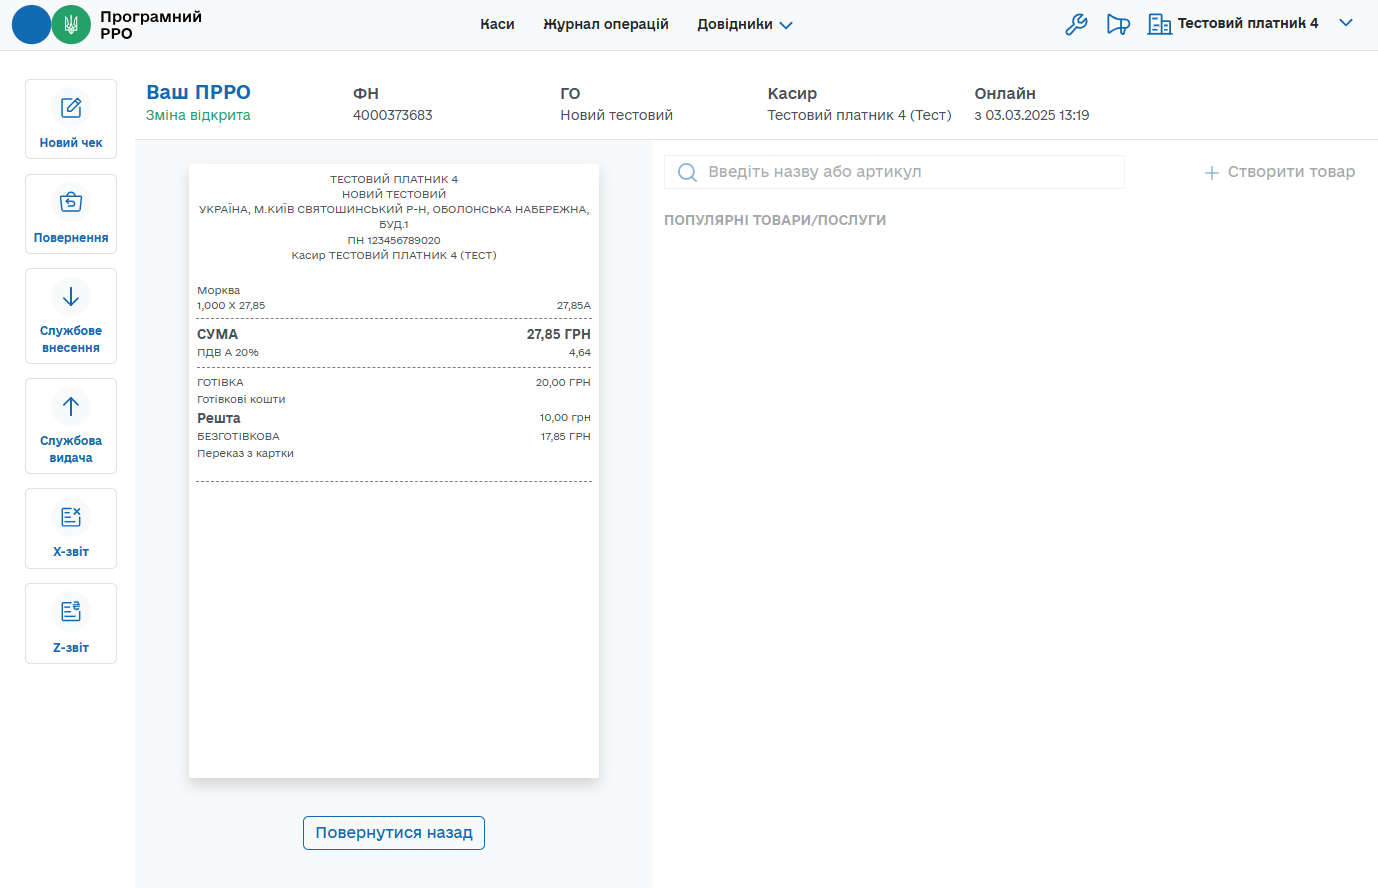 Програмний
РРО
Каси
Журнал операцій
Довідники
Тестовий платник 4
Новий чек
Повернення
Службове
внесення
Службова
видача
X-звіт
Z-звіт
Ваш ПРРО
Зміна відкрита
ФН
4000373683
ГО
Новий тестовий
Касир
Тестовий платник 4 (Тест)
Онлайн
з 03.03.2025 13:19
ТЕСТОВИЙ ПЛАТНИК 4
НОВИЙ ТЕСТОВИЙ
УКРАЇНА, М.КИЇВ СВЯТОШИНСЬКИЙ Р-Н, ОБОЛОНСЬКА НАБЕРЕЖНА,
БУД.1
ПН 123456789020
Касир ТЕСТОВИЙ ПЛАТНИК 4 (ТЕСТ)
Морква
1,000 X 27,85 27,85А
СУМА 27,85 ГРН
ПДВ А 20% 4,64
ГОТІВКА 20,00 ГРН
Готівкові кошти
Решта 10,00 грн
БЕЗГОТІВКОВА 17,85 ГРН
Переказ з картки
Повернутися назад
Введіть назву або артикул
Створити товар
ПОПУЛЯРНІ ТОВАРИ/ПОСЛУГИ